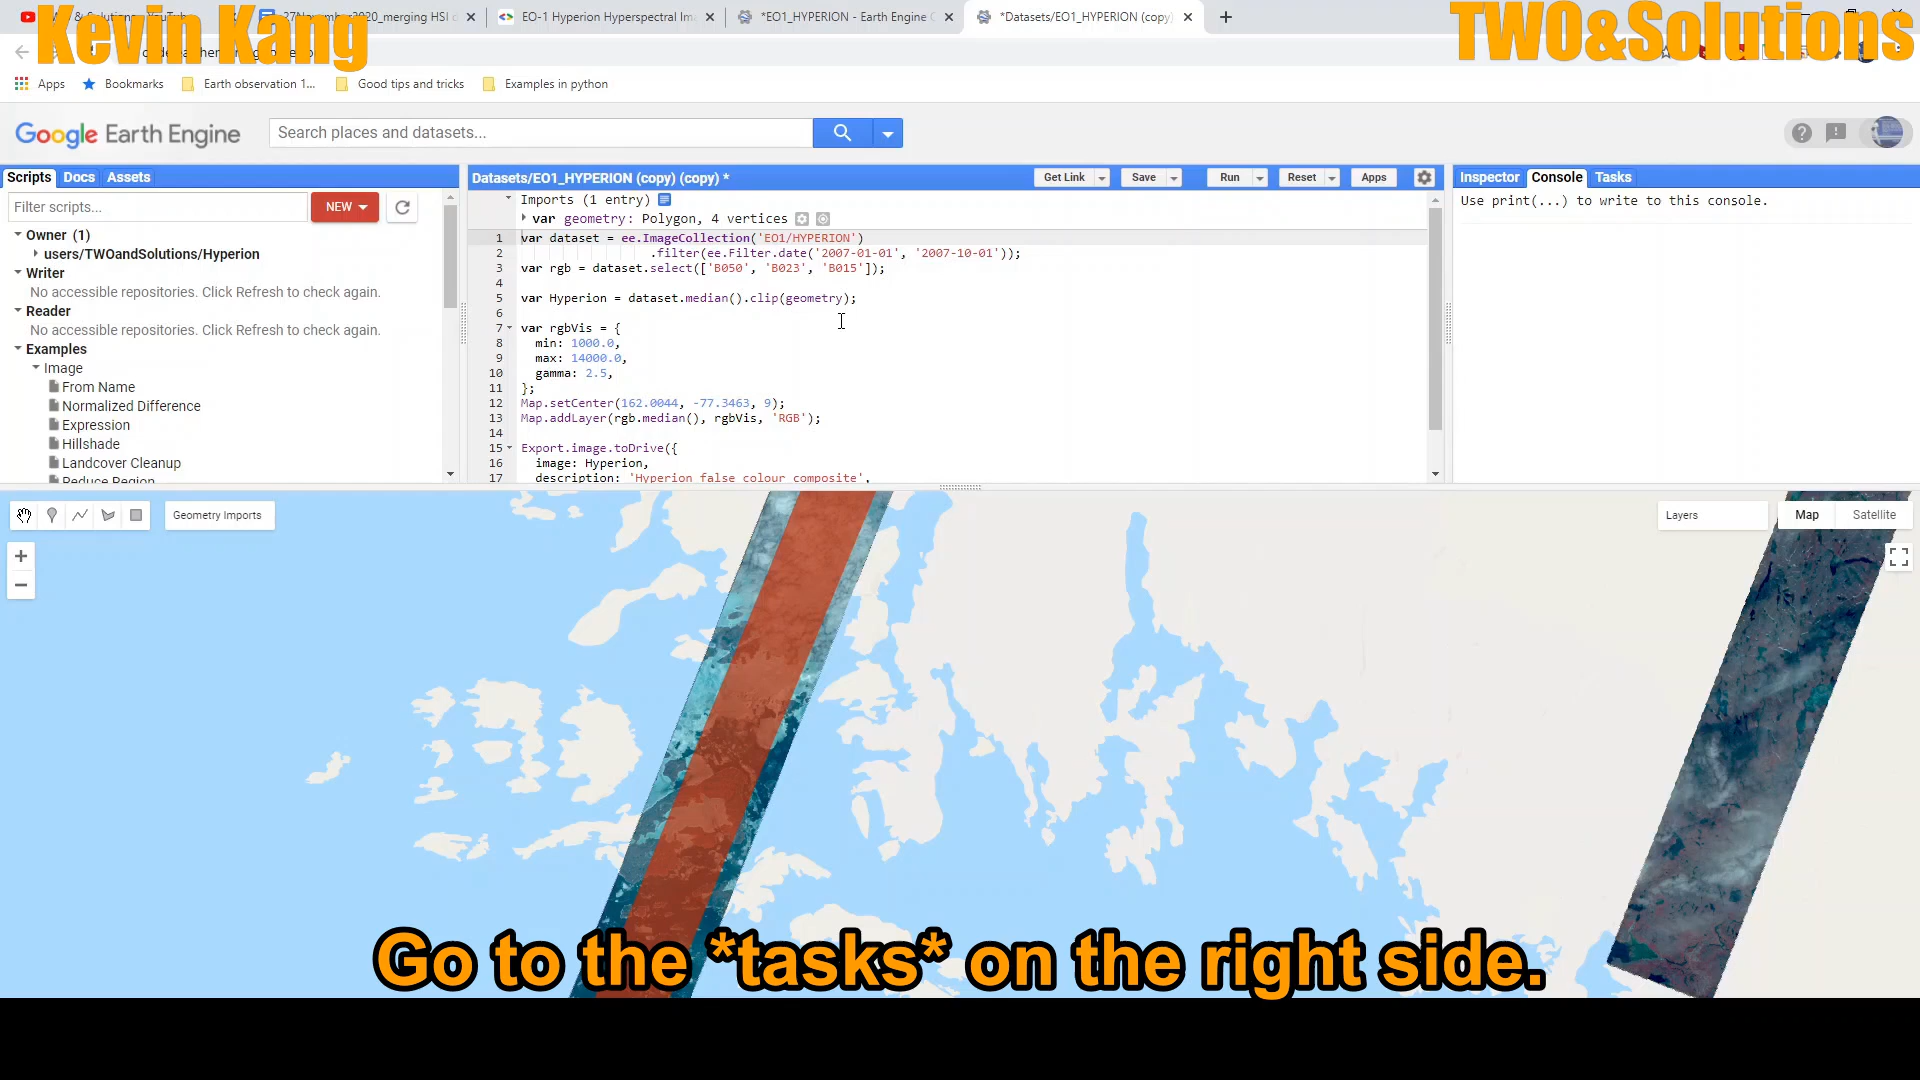 Kevin Kang
TWO&Solutions
27November2020_merging HSI
EO-1 Hyperion Hyperspectral Im
*EO1_HYPERION - Earth Engine C
*Datasets/EO1_HYPERION (copy)
Apps
Bookmarks
Earth observation 1...
Good tips and tricks
Examples in python
Google Earth Engine
Search places and datasets...
Scripts Docs Assets
Filter scripts...
NEW
Owner (1)
users/TWOandSolutions/Hyperion
Writer
No accessible repositories. Click Refresh to check again.
Reader
No accessible repositories. Click Refresh to check again.
Examples
Image
From Name
Normalized Difference
Expression
Hillshade
Landcover Cleanup
Reduce Region
Datasets/EO1_HYPERION (copy) (copy) *
Get Link
Save
Run
Reset
Apps
Imports (1 entry)
var geometry: Polygon, 4 vertices
1 var dataset = ee.ImageCollection('EO1/HYPERION')
2 .filter(ee.Filter.date('2007-01-01', '2007-10-01'));
3 var rgb = dataset.select(['B050', 'B023', 'B015']);
4
5 var Hyperion = dataset.median().clip(geometry);
6
7 var rgbVis = {
8 min: 1000.0,
9 max: 14000.0,
10 gamma: 2.5,
11 };
12 Map.setCenter(162.0044, -77.3463, 9);
13 Map.addLayer(rgb.median(), rgbVis, 'RGB');
14
15 Export.image.toDrive({
16 image: Hyperion,
17 description: 'Hyperion false colour composite',
Inspector Console Tasks
Use print(...) to write to this console.
Geometry Imports
Layers
Map
Satellite
Go to the *tasks* on the right side.